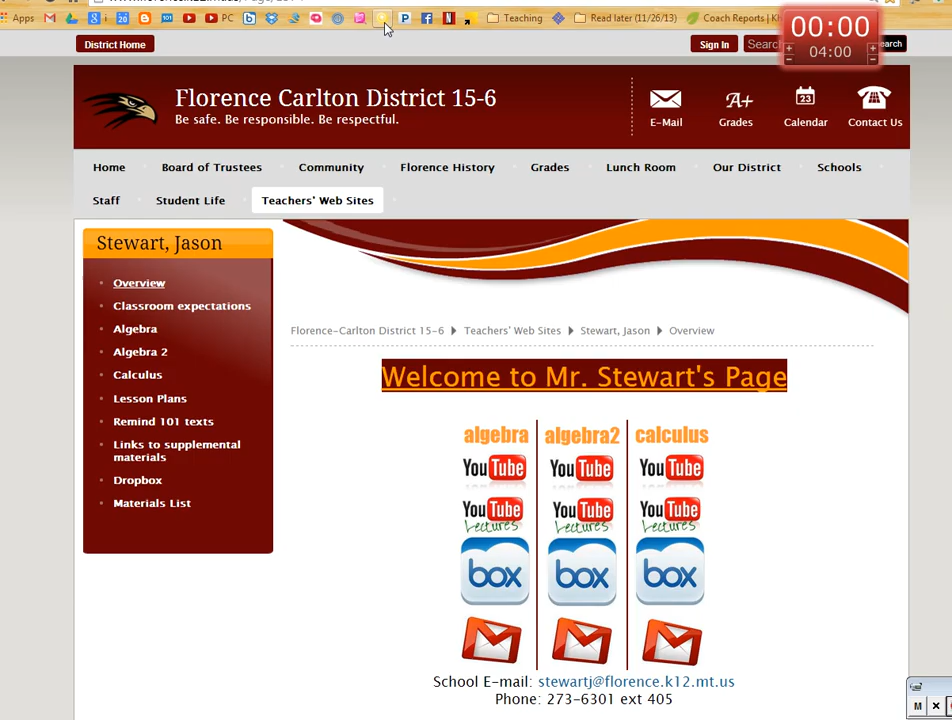 Apps
PC
Teaching
Read later (11/26/13)
Coach Reports |
00:00
04:00
District Home
Sign In
Search
Florence Carlton District 15-6
Be safe. Be responsible. Be respectful.
E-Mail
A+
Grades
23
Calendar
Contact Us
Home
Board of Trustees
Community
Florence History
Grades
Lunch Room
Our District
Schools
Staff
Student Life
Teachers' Web Sites
Stewart, Jason
Overview
Classroom expectations
Algebra
Algebra 2
Calculus
Lesson Plans
Remind 101 texts
Links to supplemental
materials
Dropbox
Materials List
Florence-Carlton District 15-6
Teachers' Web Sites
Stewart, Jason
Overview
Welcome to Mr. Stewart's Page
algebra algebra2 calculus
YouTube YouTube YouTube
YouTube YouTube YouTube
Lectures Lectures Lectures
box box box
School E-mail: stewartj@florence.k12.mt.us
Phone: 273-6301 ext 405
M